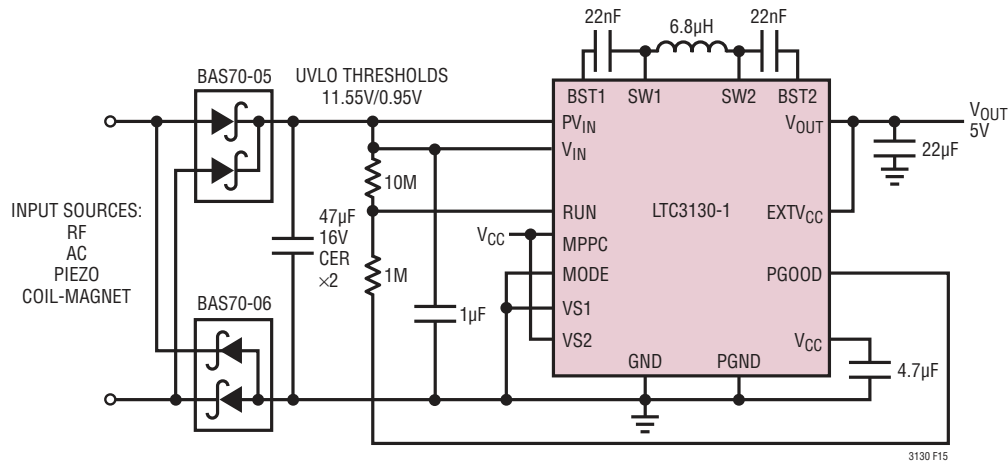 22nF
6.8µH
22nF
BAS70-05
UVLO THRESHOLDS
11.55V/0.95V
BST1
SW1
SW2
BST2
PVIN
VOUT
VOUT
5V
VIN
22µF
10M
INPUT SOURCES:
RF
AC
PIEZO
COIL-MAGNET
47µF
16V
CER
×2
RUN
LTC3130-1
EXTVCC
VCC
MPPC
1M
MODE
PGOOD
BAS70-06
1µF
VS1
VS2
VCC
GND
PGND
4.7µF
3130 F15